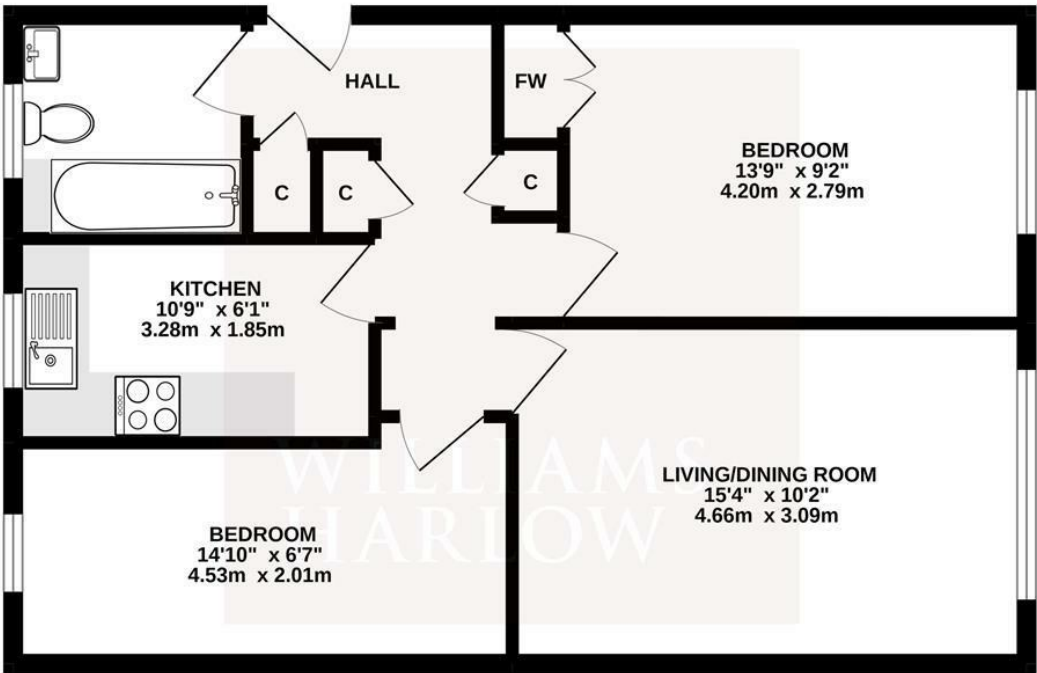 HALL
FW
BEDROOM
13'9" x 9'2"
4.20m x 2.79m
C
C
C
KITCHEN
10'9" x 6'1"
3.28m x 1.85m
LIVING/DINING ROOM
15'4" x 10'2"
4.66m x 3.09m
BEDROOM
14'10" x 6'7"
4.53m x 2.01m
WILLIAMS
HARLOW